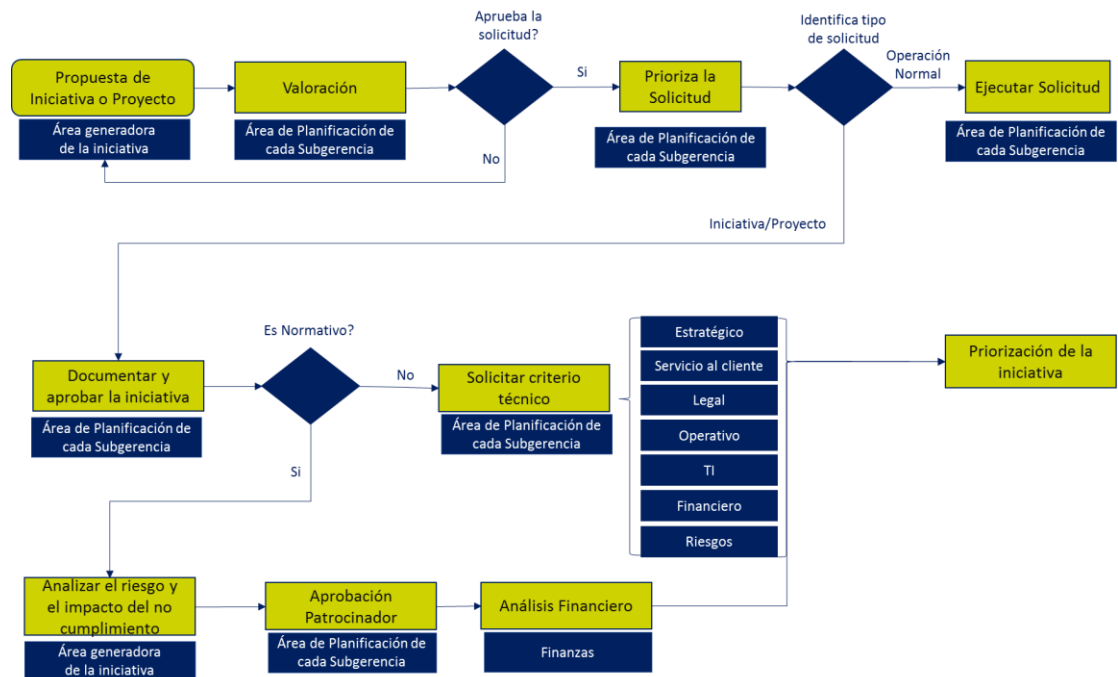 Aprueba la
solicitud?
Identifica tipo
de solicitud
Propuesta de
Iniciativa o Proyecto
Área generadora
de la iniciativa
Valoración
Área de Planificación de
cada Subgerencia
Si
No
Prioriza la
Solicitud
Área de Planificación de
cada Subgerencia
Operación
Normal
Ejecutar Solicitud
Área de Planificación de
cada Subgerencia
Iniciativa/Proyecto
Documentar y
aprobar la iniciativa
Área de Planificación de
cada Subgerencia
Es Normativo?
No
Si
Solicitar criterio
técnico
Área de Planificación de
cada Subgerencia
Estratégico
Servicio al cliente
Legal
Operativo
TI
Financiero
Riesgos
Priorización de la
iniciativa
Analizar el riesgo y
el impacto del no
cumplimiento
Área generadora
de la iniciativa
Aprobación
Patrocinador
Área de Planificación de
cada Subgerencia
Análisis Financiero
Finanzas